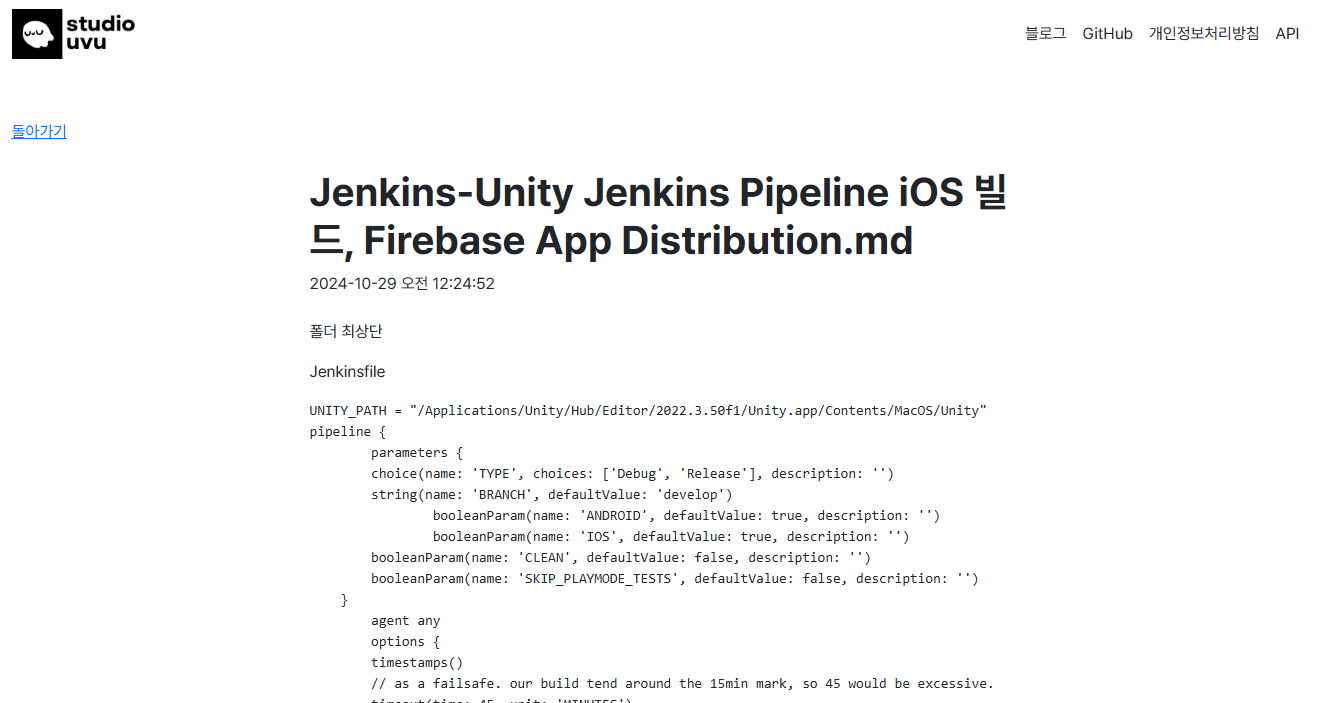 studio
uvu
블로그 GitHub 개인정보처리방침 API
돌아가기
Jenkins-Unity Jenkins Pipeline iOS 빌
드, Firebase App Distribution.md
2024-10-29 오전 12:24:52
폴더 최상단
Jenkinsfile
UNITY_PATH = "/Applications/Unity/Hub/Editor/2022.3.50f1/Unity.app/Contents/MacOS/Unity"
pipeline {
parameters {
choice(name: 'TYPE', choices: ['Debug', 'Release'], description: '')
string(name: 'BRANCH', defaultValue: 'develop')
booleanParam(name: 'ANDROID', defaultValue: true, description: '')
booleanParam(name: 'IOS', defaultValue: true, description: '')
booleanParam(name: 'CLEAN', defaultValue: false, description: '')
booleanParam(name: 'SKIP_PLAYMODE_TESTS', defaultValue: false, description: '')
}
agent any
options {
timestamps()
// as a failsafe. our build tend around the 15min mark, so 45 would be excessive.
timeout(time: 45, unit: 'MINUTES')